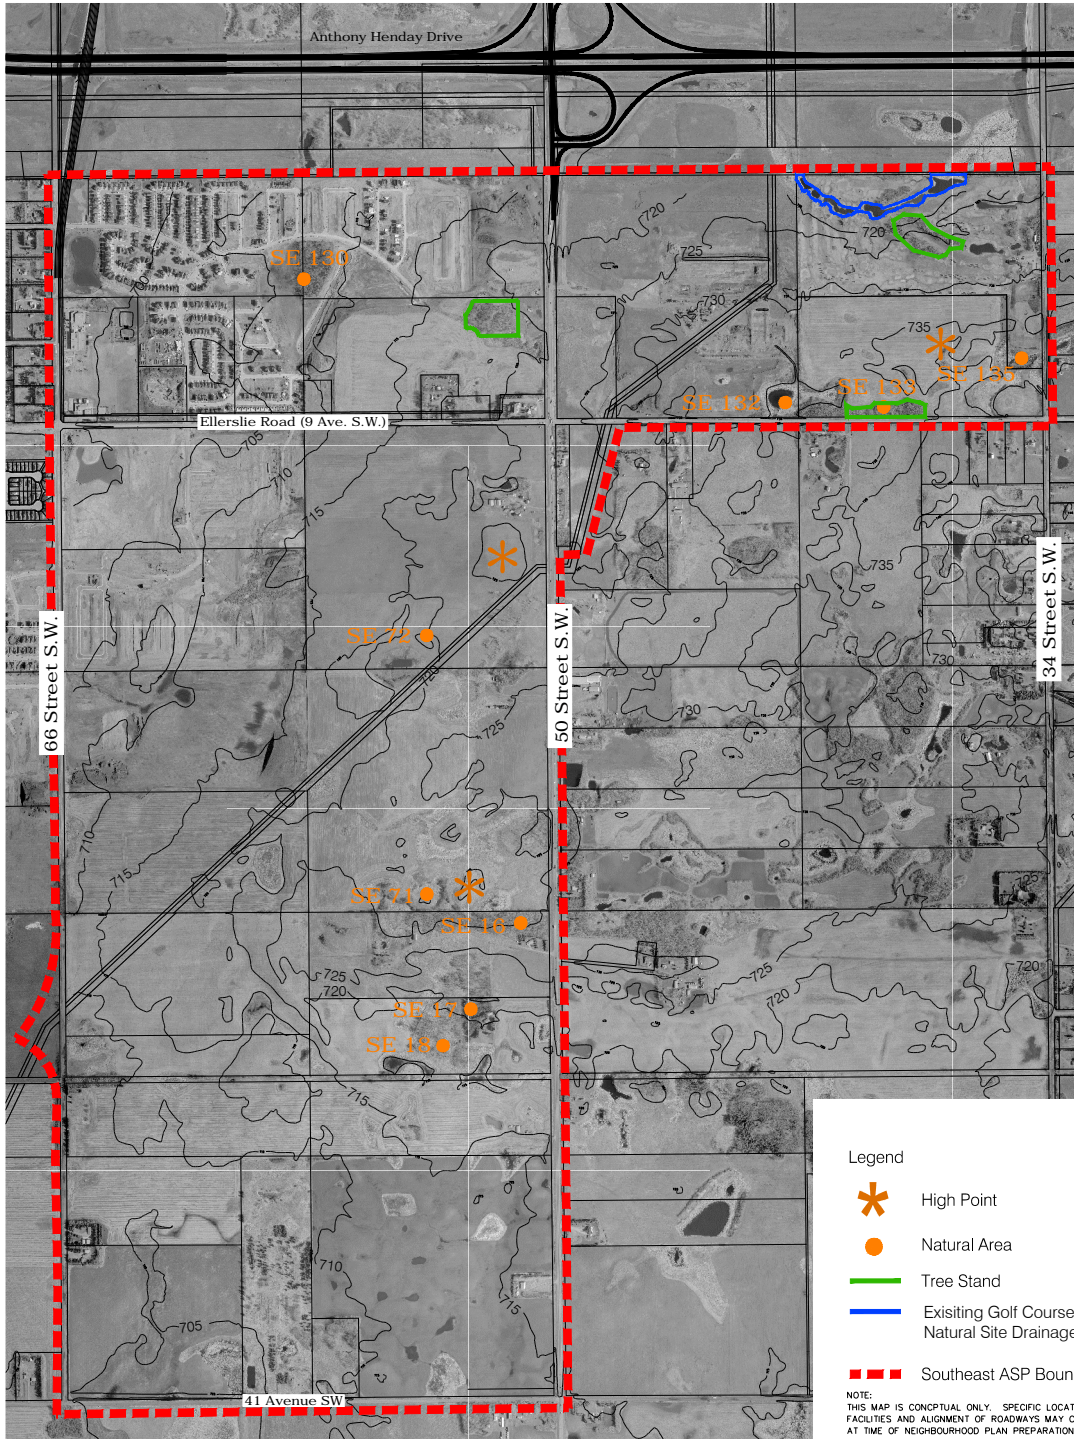 Anthony Henday Drive
720
725
720
730
SE 130
700
735
SE 135
SE 133
SE 132
Ellerslie Road (9 Ave. S.W.)
705
710
715
735
66 Street S.W.
50 Street S.W.
34 Street S.W.
SE 72
720
730
725
730
710
715
SE 71
SE 16
725
725
720
725
720
720
SE 17
SE 18
715
710
715
705
41 Avenue SW
Legend
High Point
Natural Area
Tree Stand
Exisiting Golf Course
Natural Site Drainage
Southeast ASP Boun
NOTE:
THIS MAP IS CONCPTUAL ONLY. SPECIFIC LOCAT
FACILITIES AND ALIGNMENT OF ROADWAYS MAY C
AT TIME OF NEIGHBOURHOOD PLAN PREPARATION